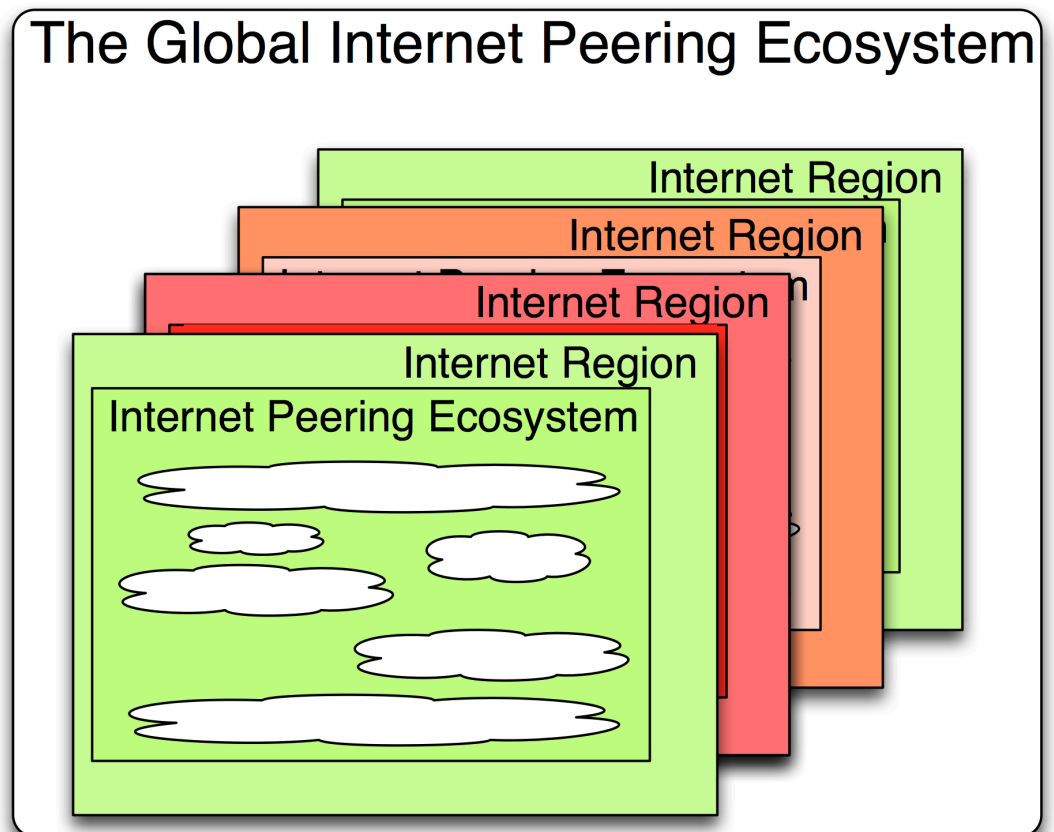 The Global Internet Peering Ecosystem
Internet Region
Internet Region
Internet Region
Internet Region
Internet Peering Ecosystem